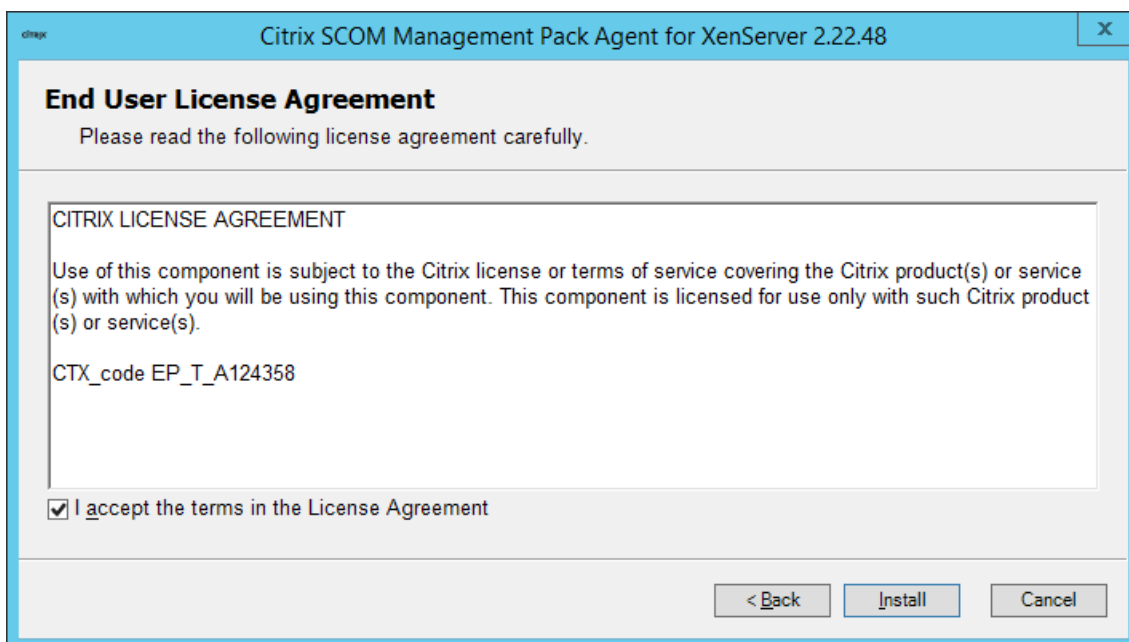 citrix
Citrix SCOM Management Pack Agent for XenServer 2.22.48
x
End User License Agreement
Please read the following license agreement carefully.
CITRIX LICENSE AGREEMENT
Use of this component is subject to the Citrix license or terms of service covering the Citrix product(s) or service
(s) with which you will be using this component. This component is licensed for use only with such Citrix product
(s) or service(s).
CTX_code EP_T_A124358
I accept the terms in the License Agreement
< Back
Install
Cancel